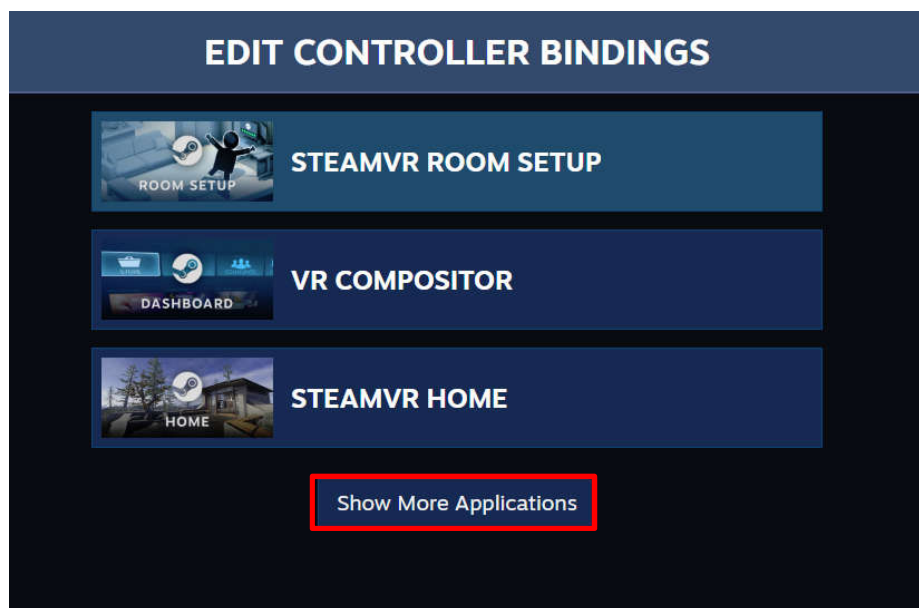 EDIT CONTROLLER BINDINGS
ROOM SETUP
STEAMVR ROOM SETUP
DASHBOARD
VR COMPOSITOR
HOME
STEAMVR HOME
Show More Applications